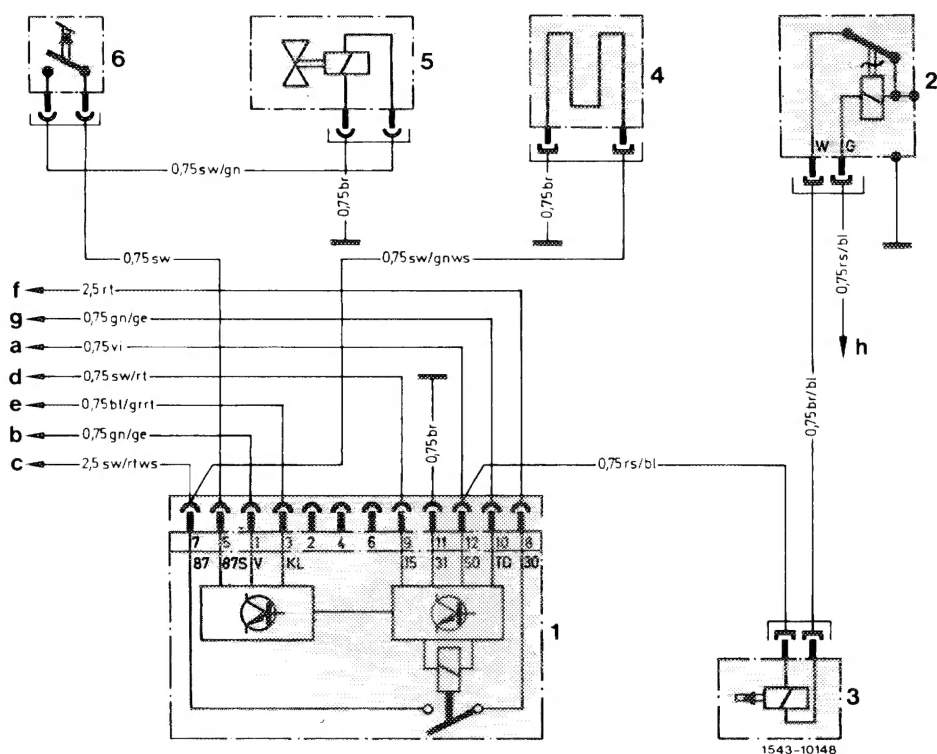 6
5
4
2
W G
0,75 sw/gn
0,75 br
0,75 br
0,75 sw
0,75 sw/gnws
0,75 rs/bl
f 2,5 rt
g 0,75 gn/ge
a 0,75 vi
h
d 0,75 sw/rt
e 0,75 bl/grrt
0,75 br
0,75 br/bl
b 0,75 gn/ge
c 2,5 sw/rtws
0,75 rs/bl
7 5 1 3 2 4 6 9 11 12 10 8
87 87S V KL 15 31 50 TD 30
1
3
1543-10148